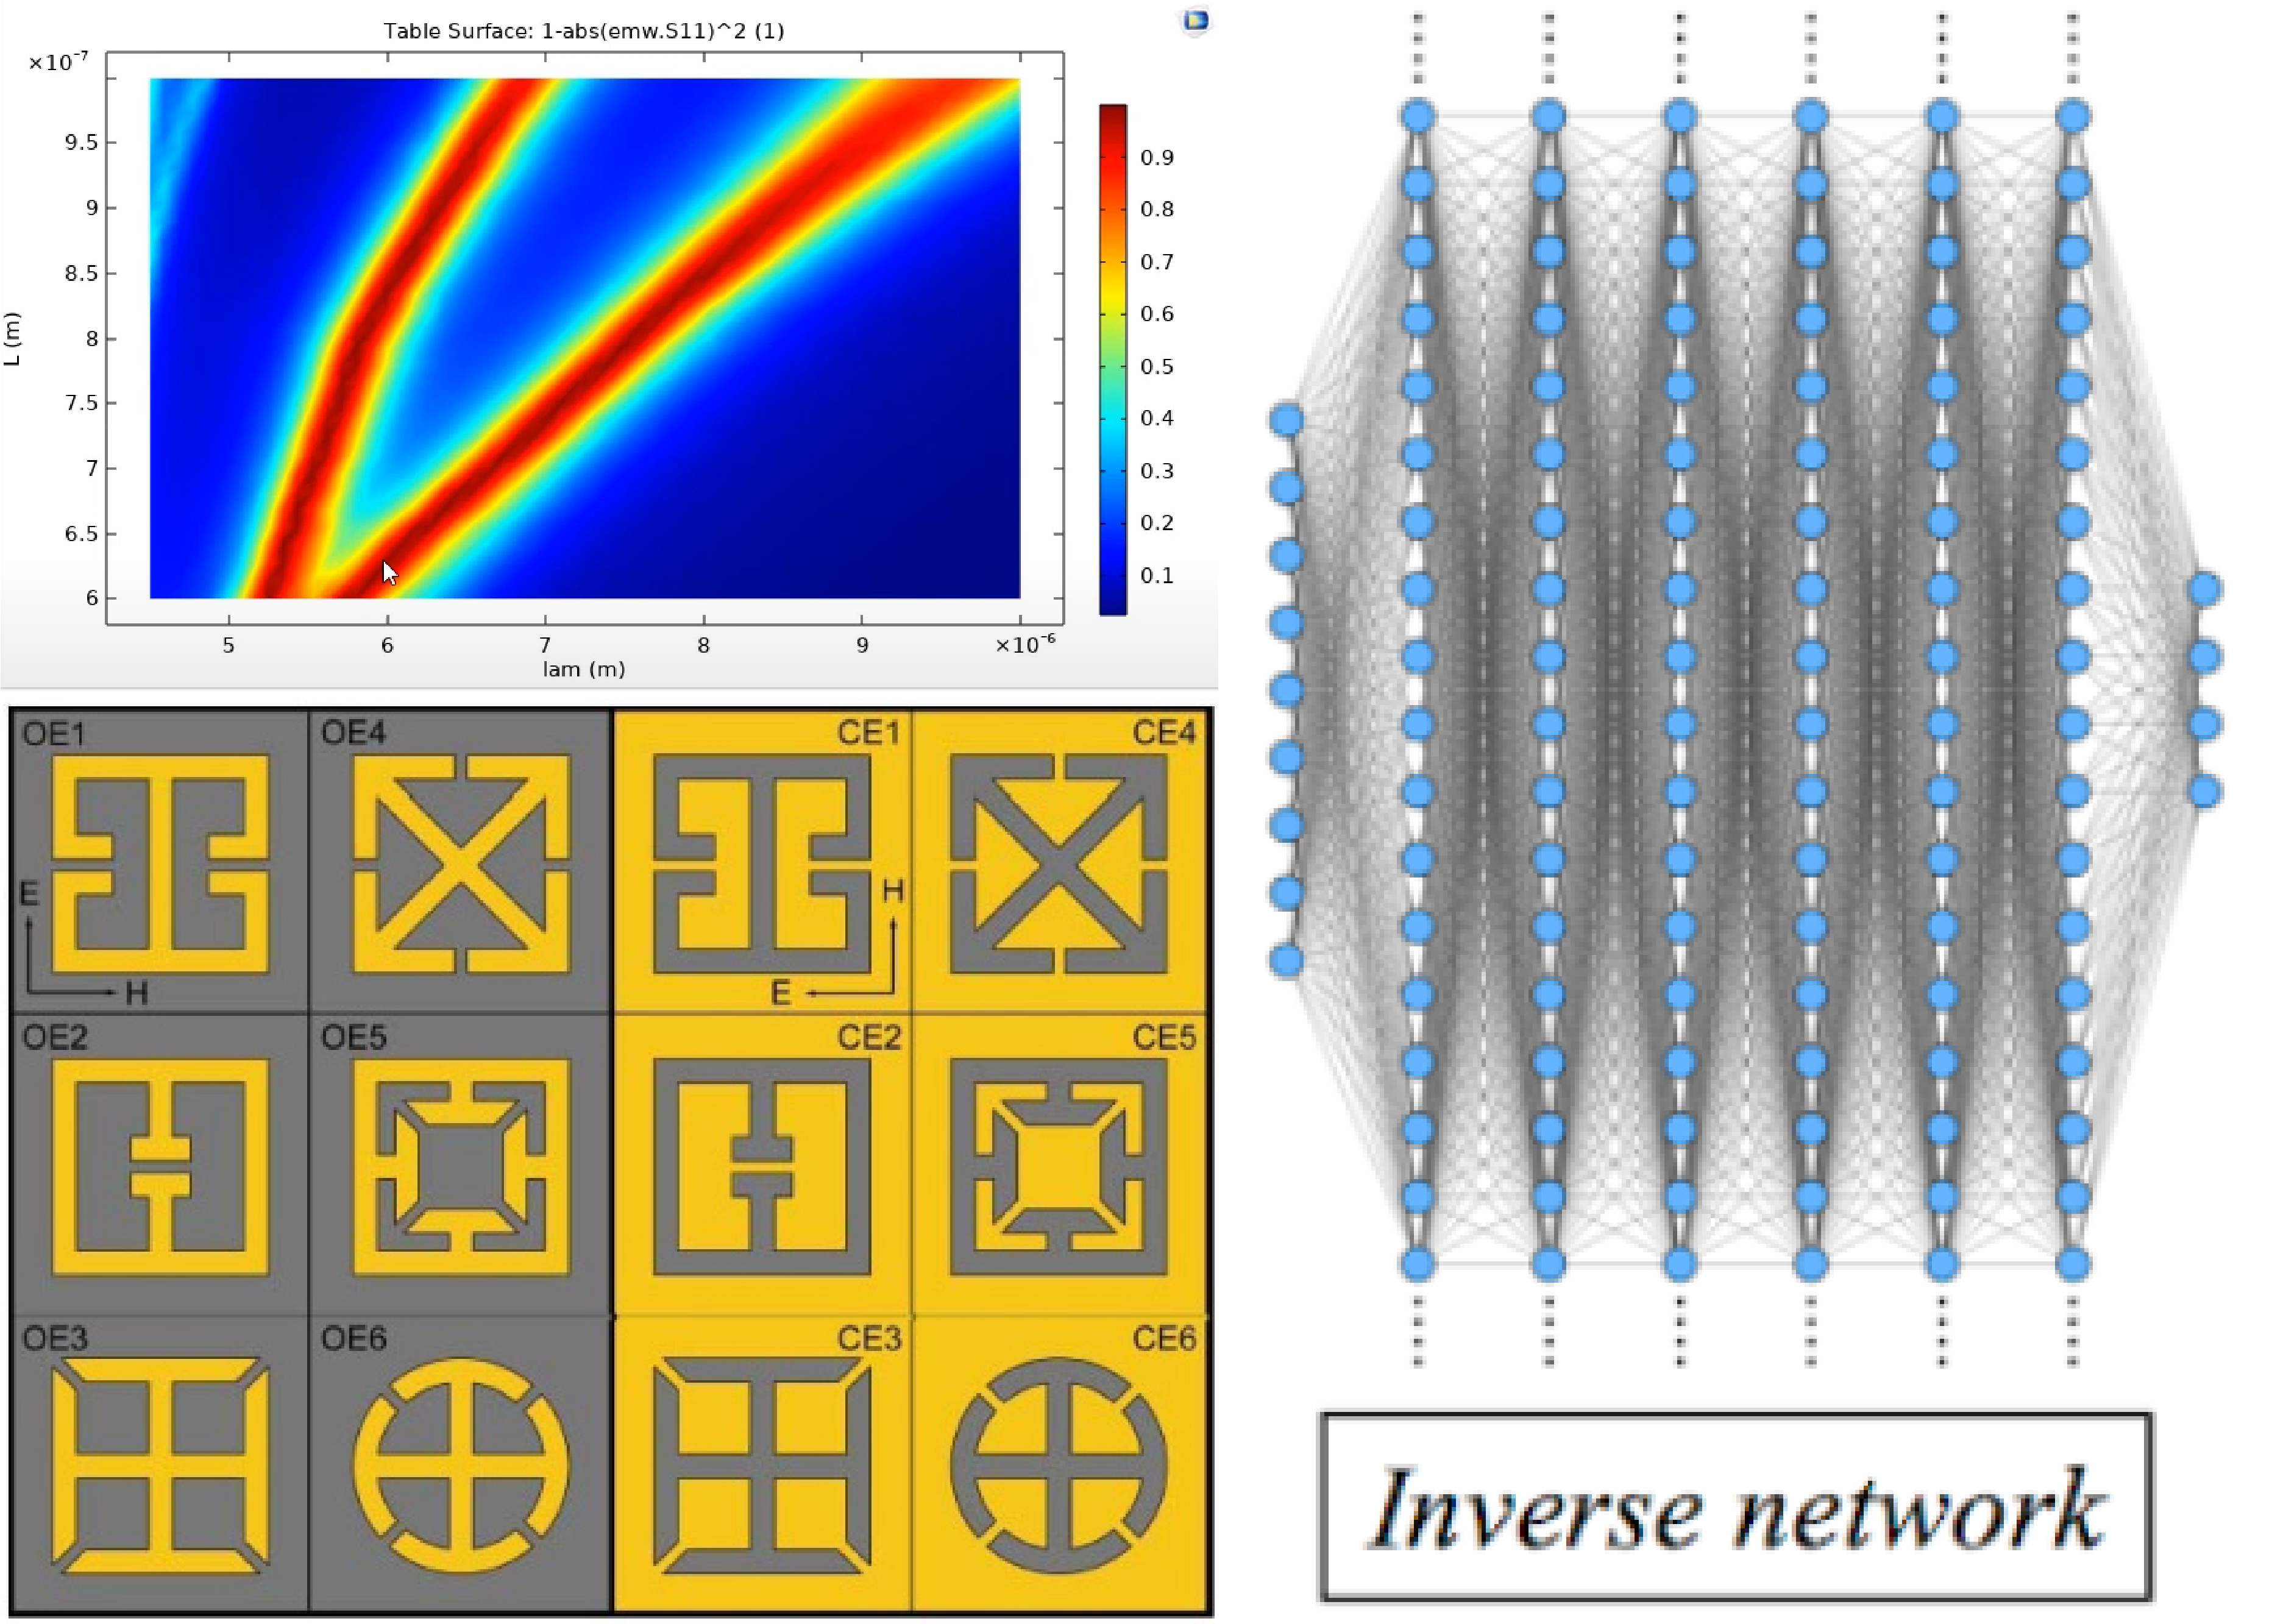 Table Surface: 1-abs(emw.S11)^2 (1)
×10⁻⁷
9.5
9
8.5
8
7.5
7
6.5
6
L (m)
5 6 7 8 9 ×10⁻⁶
lam (m)
0.9
0.8
0.7
0.6
0.5
0.4
0.3
0.2
0.1
OE1 OE4 CE1 CE4
E H
H E
OE2 OE5 CE2 CE5
OE3 OE6 CE3 CE6
Inverse network